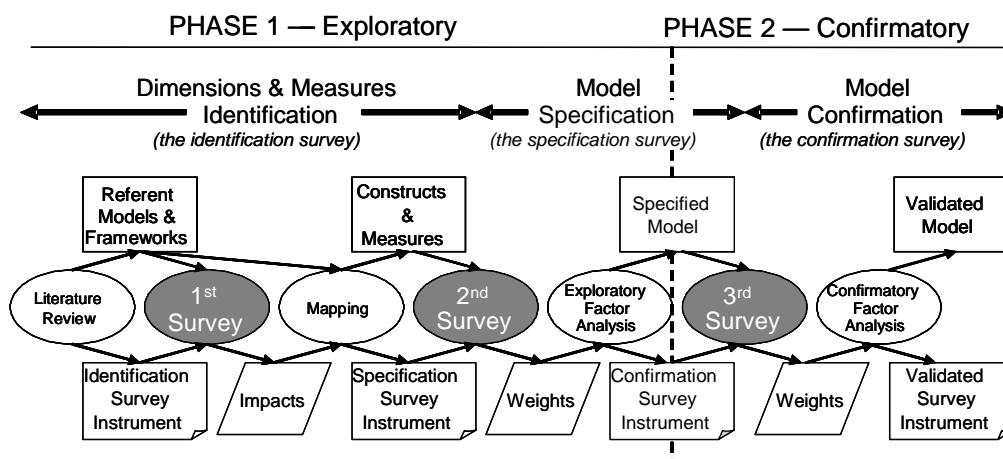 PHASE 1 — Exploratory
PHASE 2 — Confirmatory
Dimensions & Measures
Identification
(the identification survey)
Model
Specification
(the specification survey)
Model
Confirmation
(the confirmation survey)
Referent
Models &
Frameworks
Constructs
&
Measures
Specified
Model
Validated
Model
Literature
Review
1st
Survey
Mapping
2nd
Survey
Exploratory
Factor
Analysis
3rd
Survey
Confirmatory
Factor
Analysis
Identification
Survey
Instrument
Impacts
Specification
Survey
Instrument
Weights
Confirmation
Survey
Instrument
Weights
Validated
Survey
Instrument